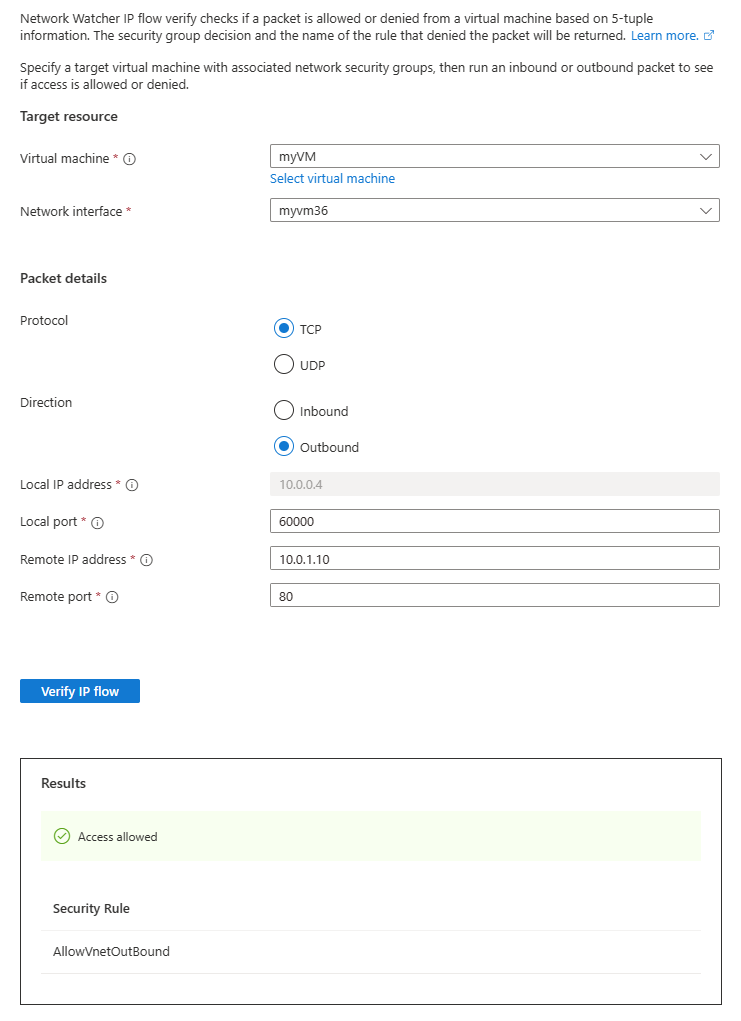 Network Watcher IP flow verify checks if a packet is allowed or denied from a virtual machine based on 5-tuple
information. The security group decision and the name of the rule that denied the packet will be returned. Learn more.
Specify a target virtual machine with associated network security groups, then run an inbound or outbound packet to see
if access is allowed or denied.
Target resource
Virtual machine *
myVM
Select virtual machine
Network interface *
myvm36
Packet details
Protocol
TCP
UDP
Direction
Inbound
Outbound
Local IP address *
10.0.0.4
Local port *
60000
Remote IP address *
10.0.1.10
Remote port *
80
Verify IP flow
Results
Access allowed
Security Rule
AllowVnetOutBound